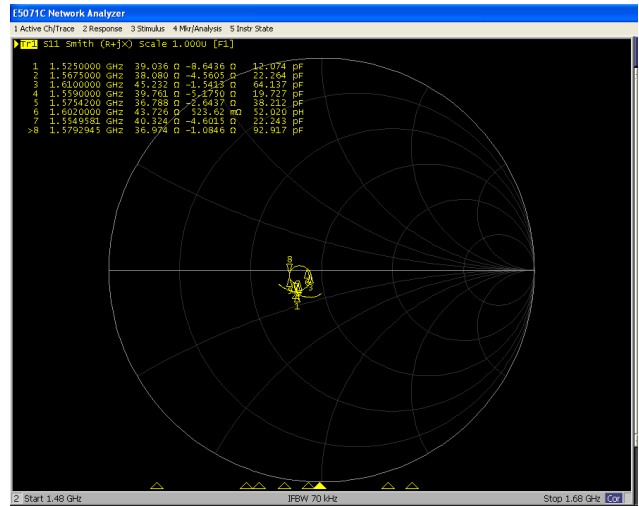 E5071C Network Analyzer
1 Active Ch/Trace 2 Response 3 Stimulus 4 Mkr/Analysis 5 Instr State
Tr1 S11 Smith (R+jX) Scale 1.000U [F1]
1 1.5250000 GHz 39.036 Ω -8.6436 Ω 12.074 pF
2 1.5675000 GHz 38.080 Ω -4.5605 Ω 22.264 pF
3 1.6100000 GHz 45.232 Ω -1.5413 Ω 64.137 pF
4 1.5590000 GHz 39.761 Ω -5.1750 Ω 19.727 pF
5 1.5754200 GHz 36.788 Ω -2.6437 Ω 38.212 pF
6 1.6020000 GHz 43.726 Ω 523.62 mΩ 52.020 pH
7 1.5549581 GHz 40.324 Ω -4.6015 Ω 22.243 pF
>8 1.5792945 GHz 36.974 Ω -1.0846 Ω 92.917 pF
8
3
1
2 Start 1.48 GHz IFBW 70 kHz Stop 1.68 GHz Cor